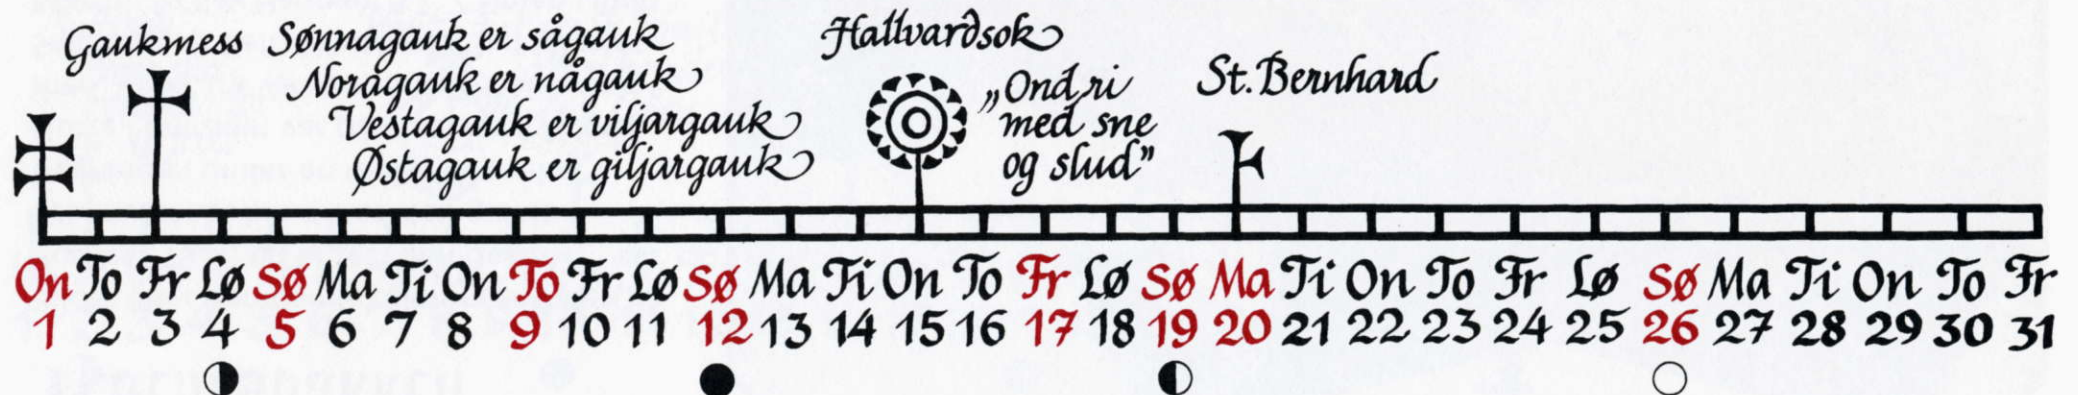 Gaukmess Sønnagauk er sågauk
Noragauk er någauk
Vestagauk er viljargauk
Østagauk er giljargauk
Hallvardsok
„Ond ri
med sne
og slud”
St. Bernhard
On To Fr Lø Sø Ma Ti On To Fr Lø Sø Ma Ti On To Fr Lø Sø Ma Ti On To Fr Lø Sø Ma Ti On To Fr
1 2 3 4 5 6 7 8 9 10 11 12 13 14 15 16 17 18 19 20 21 22 23 24 25 26 27 28 29 30 31